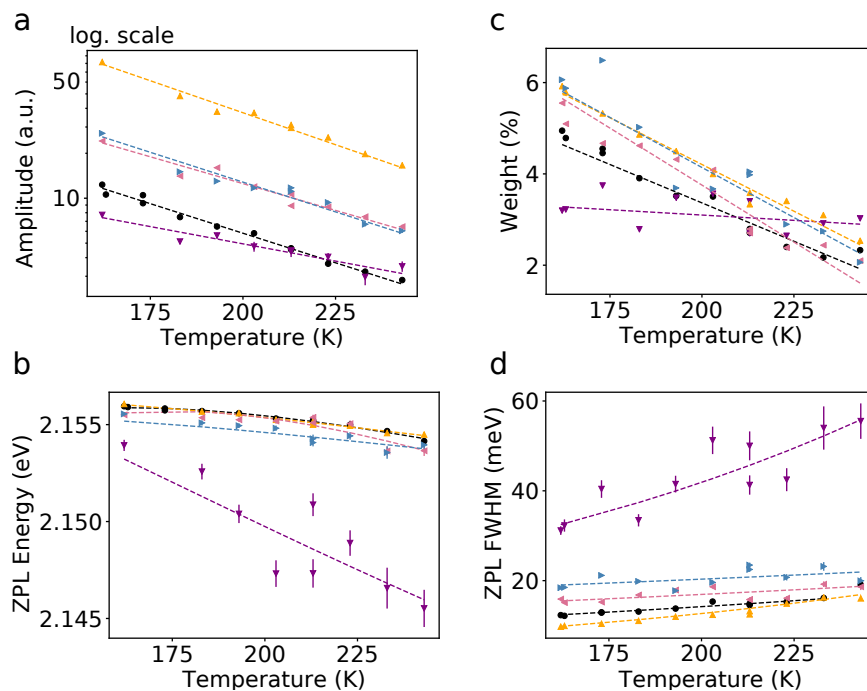 a
log. scale
50
10
Amplitude (a.u.)
175 200 225
Temperature (K)
c
6
4
2
Weight (%)
175 200 225
Temperature (K)
b
2.155
2.150
2.145
ZPL Energy (eV)
175 200 225
Temperature (K)
d
60
40
20
ZPL FWHM (meV)
175 200 225
Temperature (K)